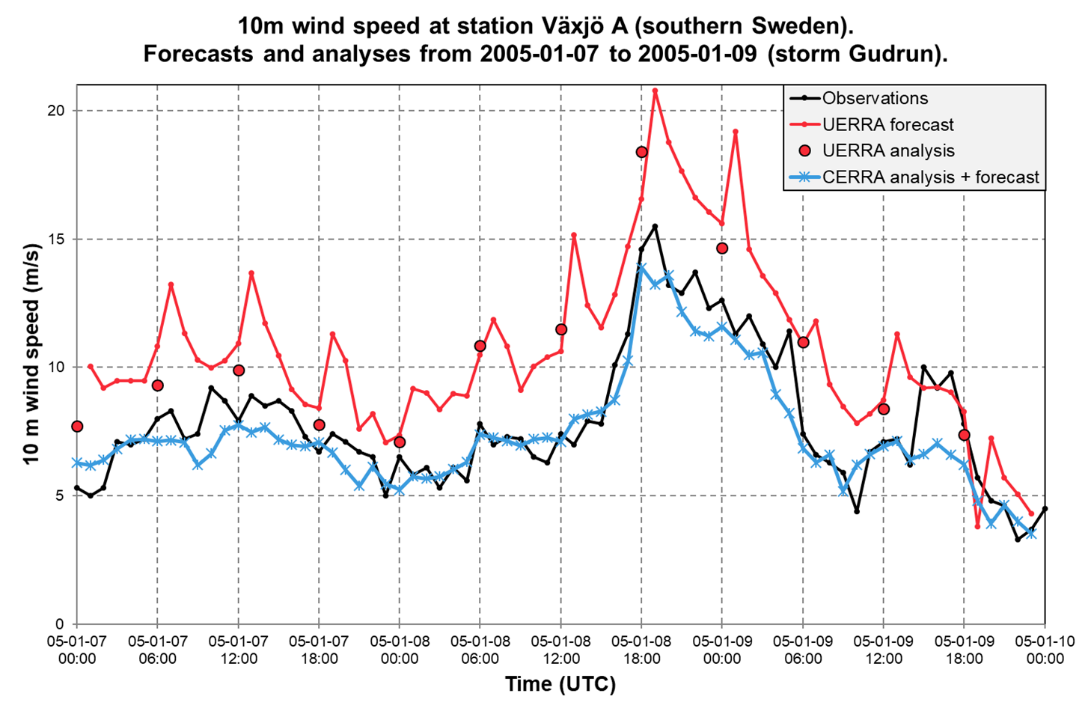 10m wind speed at station Växjö A (southern Sweden).
Forecasts and analyses from 2005-01-07 to 2005-01-09 (storm Gudrun).
Observations
UERRA forecast
UERRA analysis
CERRA analysis + forecast
10 m wind speed (m/s)
20
15
10
5
0
05-01-07 05-01-07 05-01-07 05-01-07 05-01-08 05-01-08 05-01-08 05-01-08 05-01-09 05-01-09 05-01-09 05-01-09 05-01-10
00:00 06:00 12:00 18:00 00:00 06:00 12:00 18:00 00:00 06:00 12:00 18:00 00:00
Time (UTC)